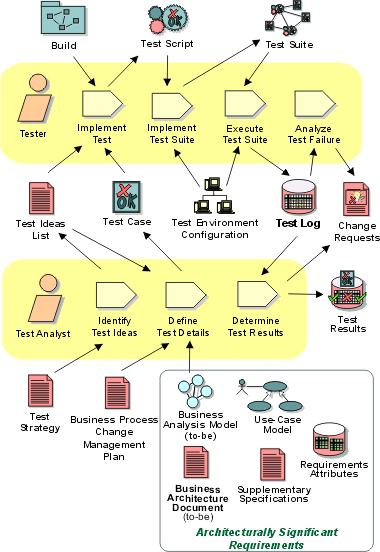 Build
Test Script
Test Suite
Tester
Implement
Test
Implement
Test Suite
Execute
Test Suite
Analyze
Test Failure
Test Ideas
List
Test Case
Test Environment
Configuration
Test Log
Change
Requests
Test Analyst
Identify
Test Ideas
Define
Test Details
Determine
Test Results
Test
Results
Test
Strategy
Business Process
Change
Management
Plan
Business
Analysis Model
(to-be)
Use-Case
Model
Requirements
Attributes
Business
Architecture
Document
(to-be)
Supplementary
Specifications
Architecturally Significant
Requirements
OK
OK
OK